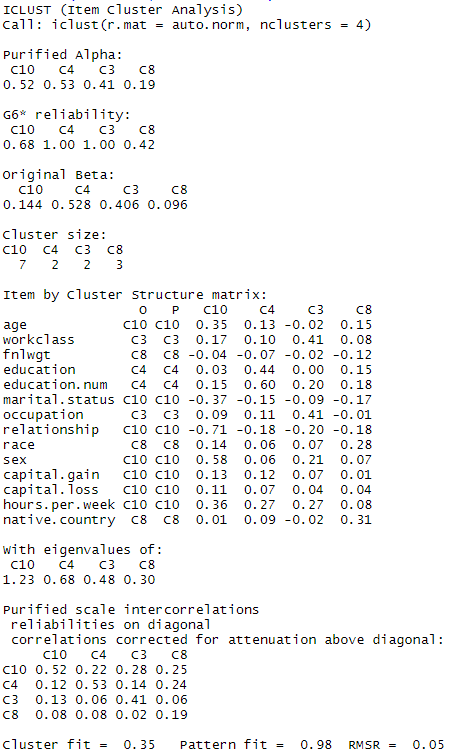 ICLUST (Item Cluster Analysis)
Call: iclust(r.mat = auto.norm, nclusters = 4)
Purified Alpha:
C10 C4 C3 C8
0.52 0.53 0.41 0.19
G6* reliability:
C10 C4 C3 C8
0.68 1.00 1.00 0.42
Original Beta:
C10 C4 C3 C8
0.144 0.528 0.406 0.096
Cluster size:
C10 C4 C3 C8
7 2 2 3
Item by Cluster Structure matrix:
O P C10 C4 C3 C8
age C10 C10 0.35 0.13 -0.02 0.15
workclass C3 C3 0.17 0.10 0.41 0.08
fnlwgt C8 C8 -0.04 -0.07 -0.02 -0.12
education C4 C4 0.03 0.44 0.00 0.15
education.num C4 C4 0.15 0.60 0.20 0.18
marital.status C10 C10 -0.37 -0.15 -0.09 -0.17
occupation C3 C3 0.09 0.11 0.41 -0.01
relationship C10 C10 -0.71 -0.18 -0.20 -0.18
race C8 C8 0.14 0.06 0.07 0.28
sex C10 C10 0.58 0.06 0.21 0.07
capital.gain C10 C10 0.13 0.12 0.07 0.01
capital.loss C10 C10 0.11 0.07 0.04 0.04
hours.per.week C10 C10 0.36 0.27 0.27 0.08
native.country C8 C8 0.01 0.09 -0.02 0.31
With eigenvalues of:
C10 C4 C3 C8
1.23 0.68 0.48 0.30
Purified scale intercorrelations
reliabilities on diagonal
correlations corrected for attenuation above diagonal:
C10 C4 C3 C8
C10 0.52 0.22 0.28 0.25
C4 0.12 0.53 0.14 0.24
C3 0.13 0.06 0.41 0.06
C8 0.08 0.08 0.02 0.19
Cluster fit = 0.35 Pattern fit = 0.98 RMSR = 0.05